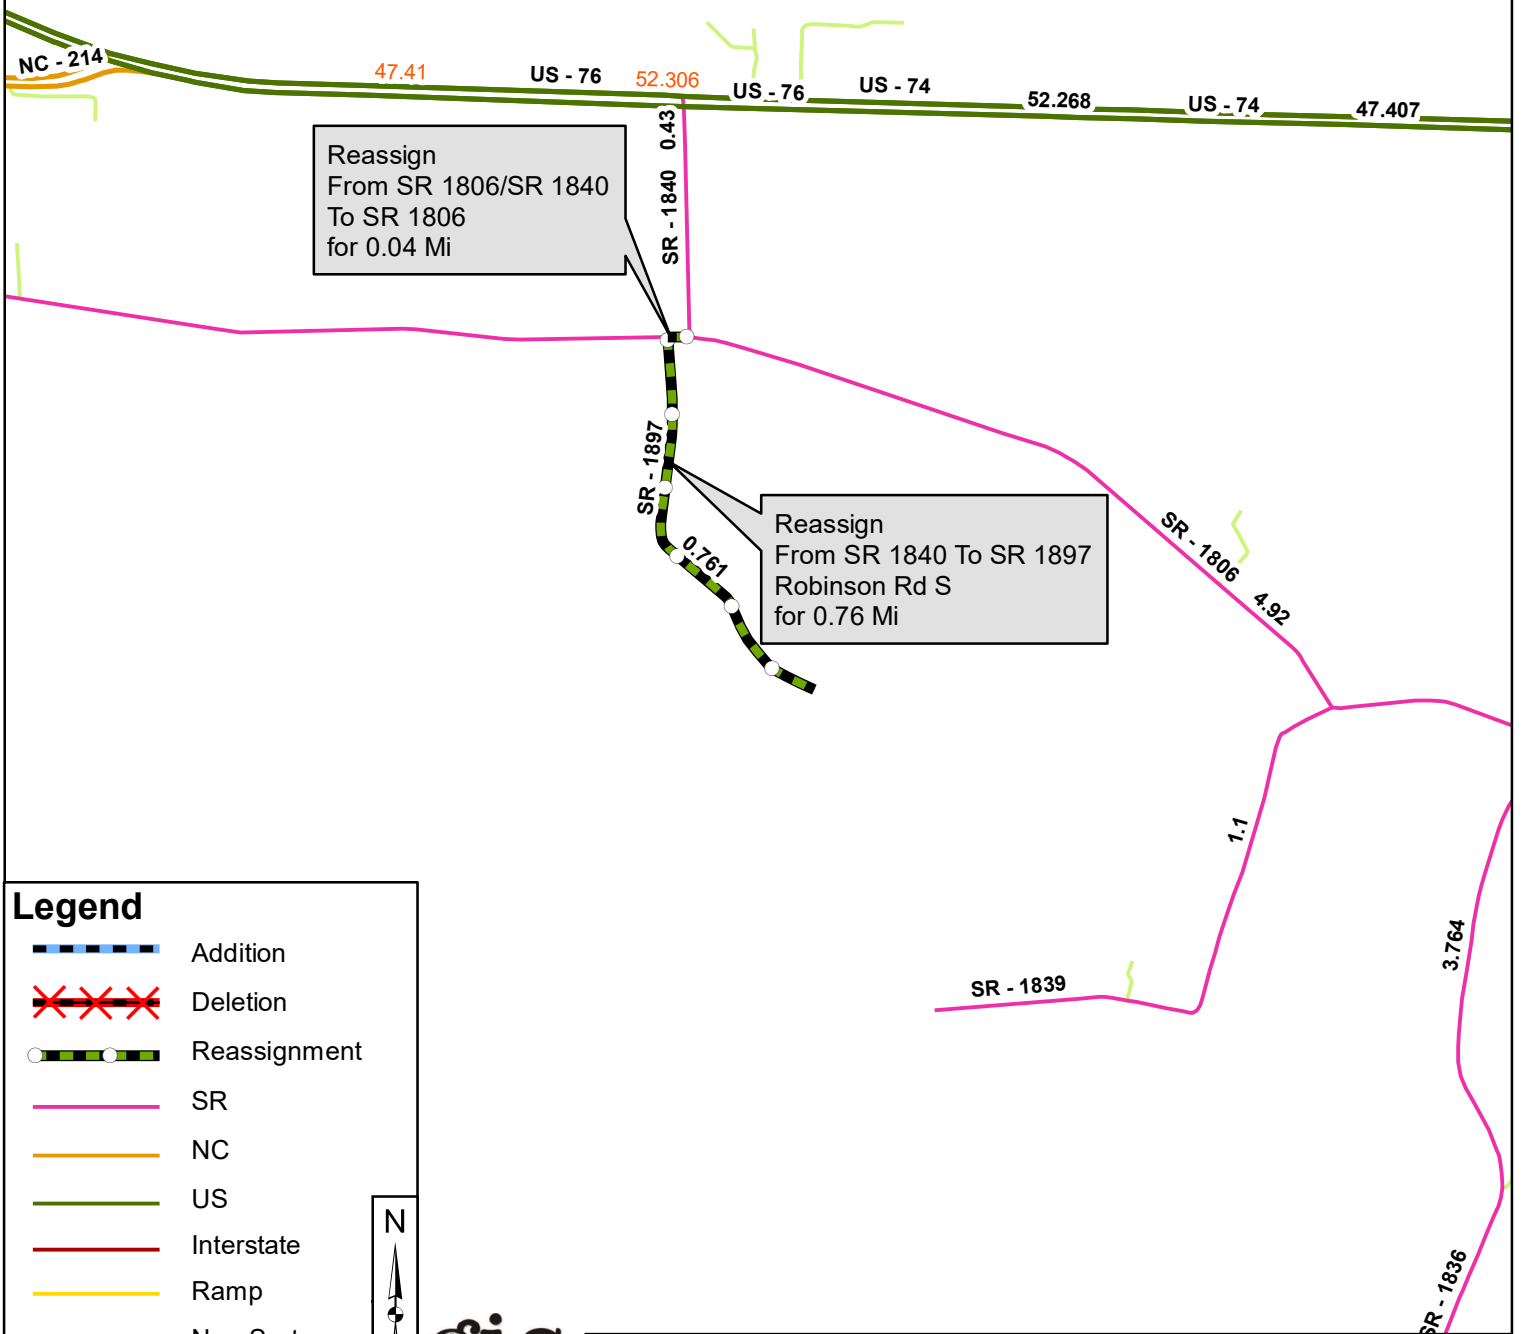 NC - 214
47.41
US - 76
52.306
US - 76
US - 74
52.268
US - 74
47.407
SR - 1840 0.43
Reassign
From SR 1806/SR 1840
To SR 1806
for 0.04 Mi
SR - 1897
0.761
Reassign
From SR 1840 To SR 1897
Robinson Rd S
for 0.76 Mi
SR - 1806 4.92
1.1
3.764
SR - 1839
SR - 1836
Legend
Addition
Deletion
Reassignment
SR
NC
US
Interstate
Ramp
N